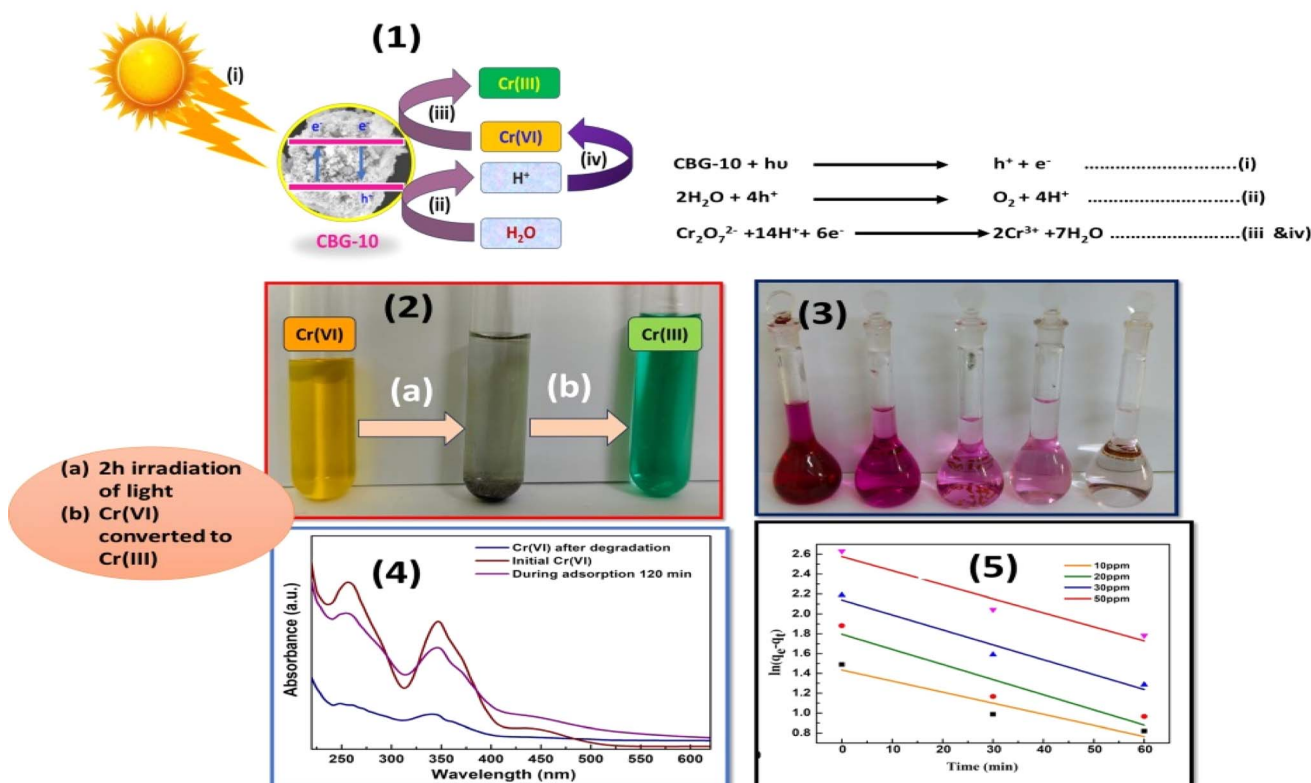 (1)
(i)
Cr(III)
(iii)
e⁻ e⁻
Cr(VI)
(iv)
H⁺
h⁺
(ii)
H₂O
CBG-10
CBG-10 + hυ h⁺ + e⁻ ..............................(i)
2H₂O + 4h⁺ O₂ + 4H⁺ ..............................(ii)
Cr₂O₇²⁻ +14H⁺+ 6e⁻ 2Cr³⁺ +7H₂O ......................(iii &iv)
(2)
Cr(VI)
Cr(III)
(a)
(b)
(3)
(a) 2h irradiation
of light
(b) Cr(VI)
converted to
Cr(III)
(4)
Cr(VI) after degradation
Initial Cr(VI)
During adsorption 120 min
Absorbance (a.u.)
250 300 350 400 450 500 550 600
Wavelength (nm)
(5)
10ppm
20ppm
30ppm
50ppm
ln(qe-qt)
2.6
2.4
2.2
2.0
1.8
1.6
1.4
1.2
1.0
0.8
0 10 20 30 40 50 60
Time (min)